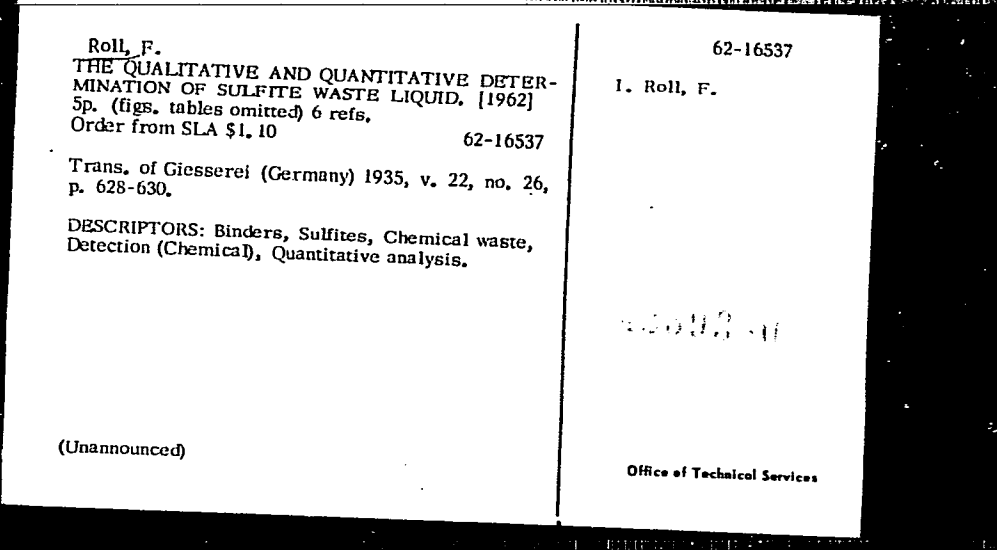 Roll, F.
THE QUALITATIVE AND QUANTITATIVE DETER-
MINATION OF SULFITE WASTE LIQUID. [1962]
5p. (figs. tables omitted) 6 refs.
Order from SLA $1.10 62-16537
Trans. of Giesserei (Germany) 1935, v. 22, no. 26,
p. 628-630.
DESCRIPTORS: Binders, Sulfites, Chemical waste,
Detection (Chemical), Quantitative analysis.
(Unannounced)
62-16537
I. Roll, F.
Office of Technical Services